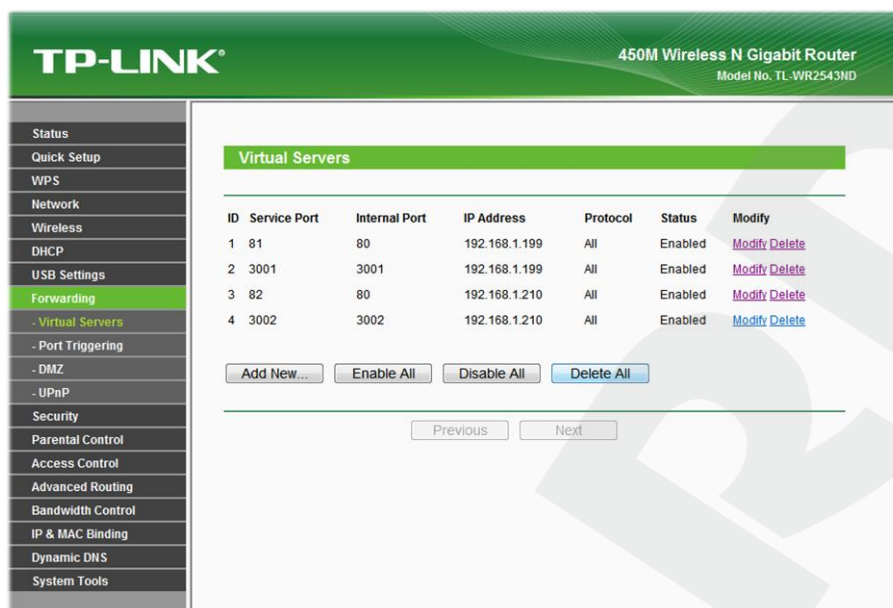 TP-LINK®
450M Wireless N Gigabit Router
Model No. TL-WR2543ND
Status
Quick Setup
WPS
Network
Wireless
DHCP
USB Settings
Forwarding
- Virtual Servers
- Port Triggering
- DMZ
- UPnP
Security
Parental Control
Access Control
Advanced Routing
Bandwidth Control
IP & MAC Binding
Dynamic DNS
System Tools
Virtual Servers
ID Service Port Internal Port IP Address Protocol Status Modify
1 81 80 192.168.1.199 All Enabled Modify Delete
2 3001 3001 192.168.1.199 All Enabled Modify Delete
3 82 80 192.168.1.210 All Enabled Modify Delete
4 3002 3002 192.168.1.210 All Enabled Modify Delete
Add New... Enable All Disable All Delete All
Previous Next